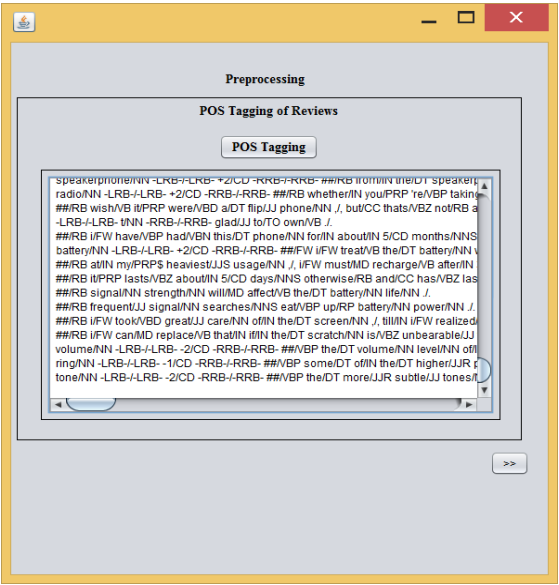 Preprocessing
POS Tagging of Reviews
POS Tagging
speakerphone/NN -LRB-/-LRB- +2/CD -RRB-/-RRB- ##/RB from/IN the/DT speakerp
radio/NN -LRB-/-LRB- +2/CD -RRB-/-RRB- ##/RB whether/IN you/PRP 're/VBP taking
##/RB wish/VB it/PRP were/VBD a/DT flip/JJ phone/NN ,/, but/CC thats/VBZ not/RB a
-LRB-/-LRB- t/NN -RRB-/-RRB- glad/JJ to/TO own/VB ./.
##/RB i/FW have/VBP had/VBN this/DT phone/NN for/IN about/IN 5/CD months/NNS
battery/NN -LRB-/-LRB- +2/CD -RRB-/-RRB- ##/FW i/FW treat/VB the/DT battery/NN
##/RB at/IN my/PRP$ heaviest/JJS usage/NN ,/, i/FW must/MD recharge/VB after/IN
##/RB it/PRP lasts/VBZ about/IN 5/CD days/NNS otherwise/RB and/CC has/VBZ las
##/RB signal/NN strength/NN will/MD affect/VB the/DT battery/NN life/NN ./.
##/RB frequent/JJ signal/NN searches/NNS eat/VBP up/RP battery/NN power/NN ./.
##/RB i/FW took/VBD great/JJ care/NN of/IN the/DT screen/NN ,/, till/IN i/FW realized/
##/RB i/FW can/MD replace/VB that/IN if/IN the/DT scratch/NN is/VBZ unbearable/JJ
volume/NN -LRB-/-LRB- -2/CD -RRB-/-RRB- ##/VBP the/DT volume/NN level/NN of/
ring/NN -LRB-/-LRB- -1/CD -RRB-/-RRB- ##/VBP some/DT of/IN the/DT higher/JJR p
tone/NN -LRB-/-LRB- -2/CD -RRB-/-RRB- ##/VBP the/DT more/JJR subtle/JJ tones/
>>